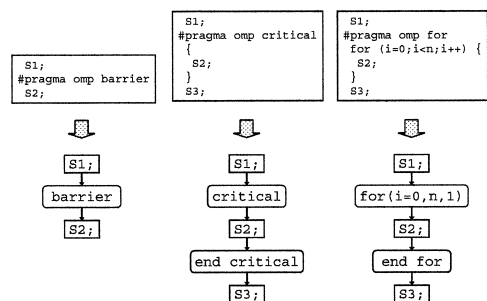 S1;
#pragma omp barrier
S2;
S1;
#pragma omp critical
{
S2;
}
S3;
S1;
#pragma omp for
for (i=0;i<n;i++) {
S2;
}
S3;
S1;
barrier
S2;
S1;
critical
S2;
end critical
S3;
S1;
for(i=0,n,1)
S2;
end for
S3;